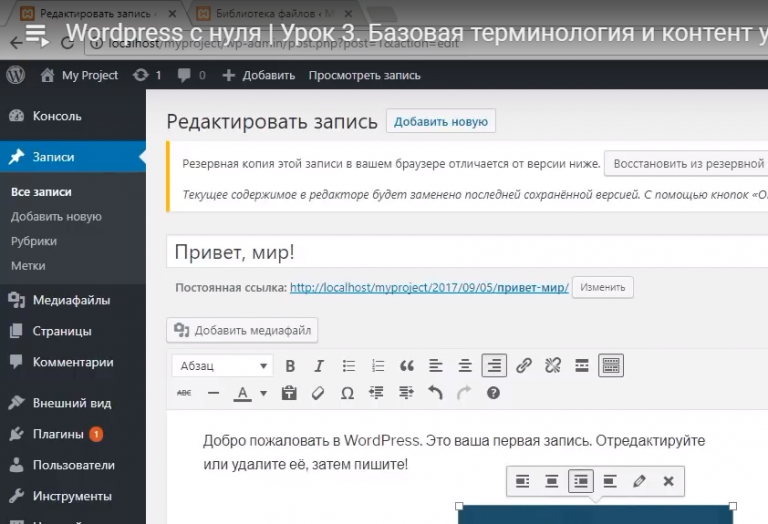 Редактировать запись ‹
Библиотека файлов ‹ M
Wordpress с нуля | Урок 3. Базовая терминология и контент у
localhost/myproject/wp-admin/post.php?post=1&action=edit
My Project 1 0 Добавить Просмотреть запись
Консоль
Записи
Все записи
Добавить новую
Рубрики
Метки
Медиафайлы
Страницы
Комментарии
Внешний вид
Плагины 1
Пользователи
Инструменты
Редактировать запись Добавить новую
Резервная копия этой записи в вашем браузере отличается от версии ниже. Восстановить из резервной
Текущее содержимое в редакторе будет заменено последней сохранённой версией. С помощью кнопок «О
Привет, мир!
Постоянная ссылка: http://localhost/myproject/2017/09/05/привет-мир/ Изменить
Добавить медиафайл
Абзац B I
ABC A Ω
Добро пожаловать в WordPress. Это ваша первая запись. Отредактируйте
или удалите её, затем пишите!